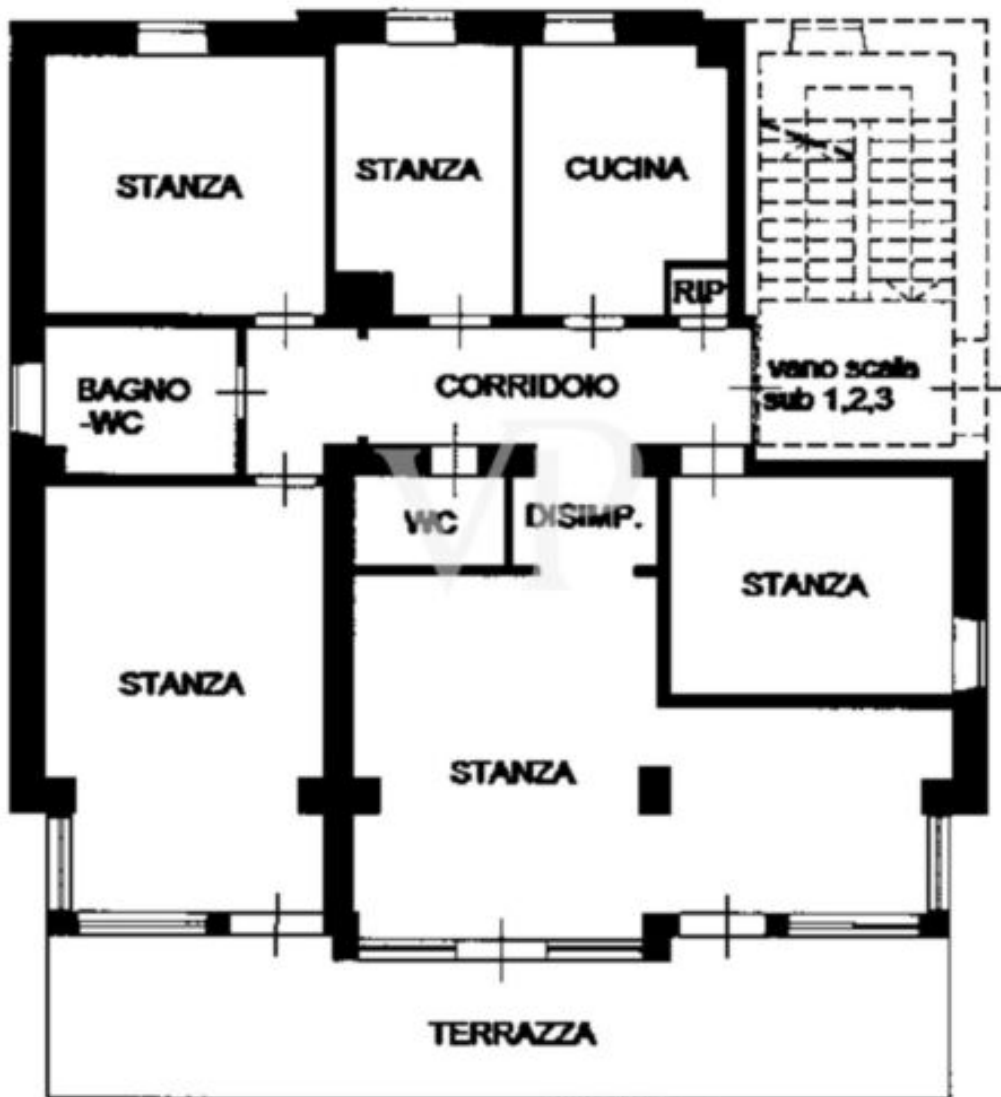 STANZA
STANZA
CUCINA
RIP
BAGNO
-WC
CORRIDOIO
vano scala
sub 1,2,3
WC
DISIMP.
STANZA
STANZA
STANZA
TERRAZZA
VP